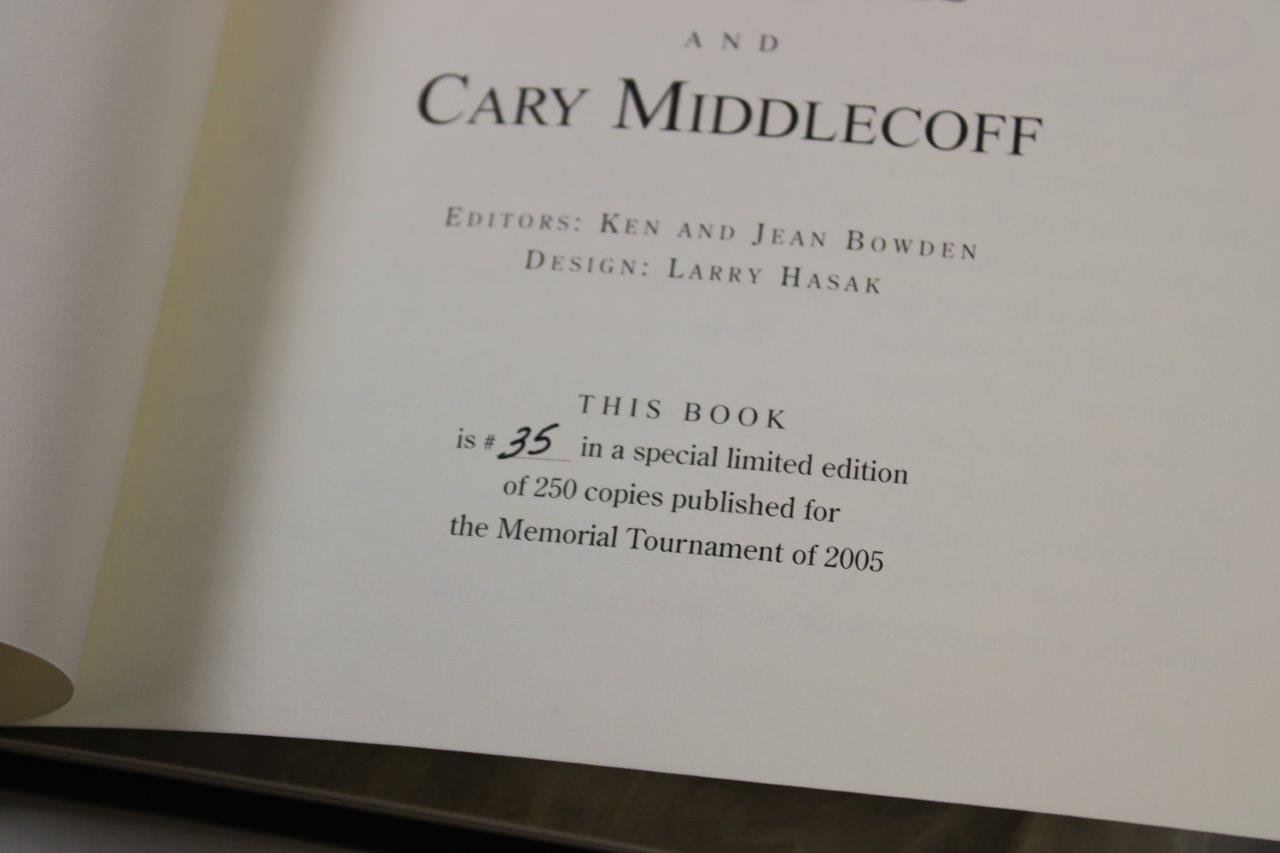 AND
CARY MIDDLECOFF
EDITORS: KEN AND JEAN BOWDEN
DESIGN: LARRY HASAK
THIS BOOK
is # 35 in a special limited edition
of 250 copies published for
the Memorial Tournament of 2005